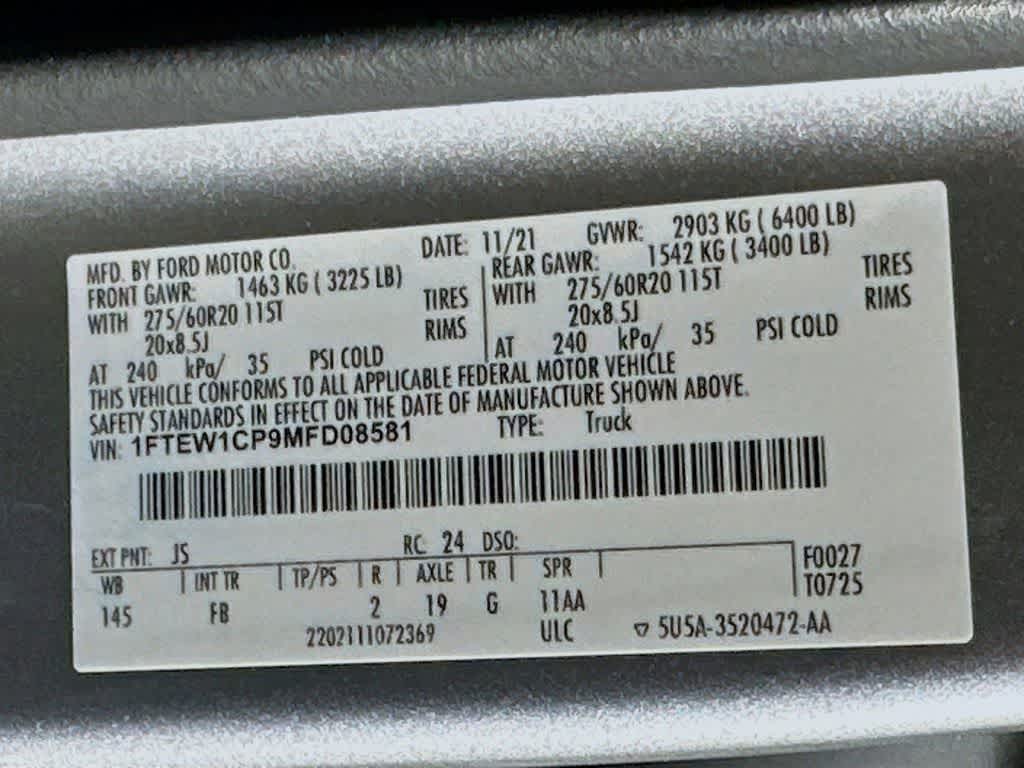 MFD. BY FORD MOTOR CO. DATE: 11/21 GVWR: 2903 KG ( 6400 LB)
FRONT GAWR: 1463 KG ( 3225 LB) REAR GAWR: 1542 KG ( 3400 LB)
WITH 275/60R20 115T TIRES WITH 275/60R20 115T TIRES
20x8.5J RIMS 20x8.5J RIMS
AT 240 kPa/ 35 PSI COLD AT 240 kPa/ 35 PSI COLD
THIS VEHICLE CONFORMS TO ALL APPLICABLE FEDERAL MOTOR VEHICLE
SAFETY STANDARDS IN EFFECT ON THE DATE OF MANUFACTURE SHOWN ABOVE.
VIN: 1FTEW1CP9MFD08581 TYPE: Truck
EXT PNT: JS RC: 24 DSO:
WB INT TR TP/PS R AXLE TR SPR F0027
145 FB 2 19 G 11AA T0725
2202111072369 ULC ▽ 5U5A-3520472-AA